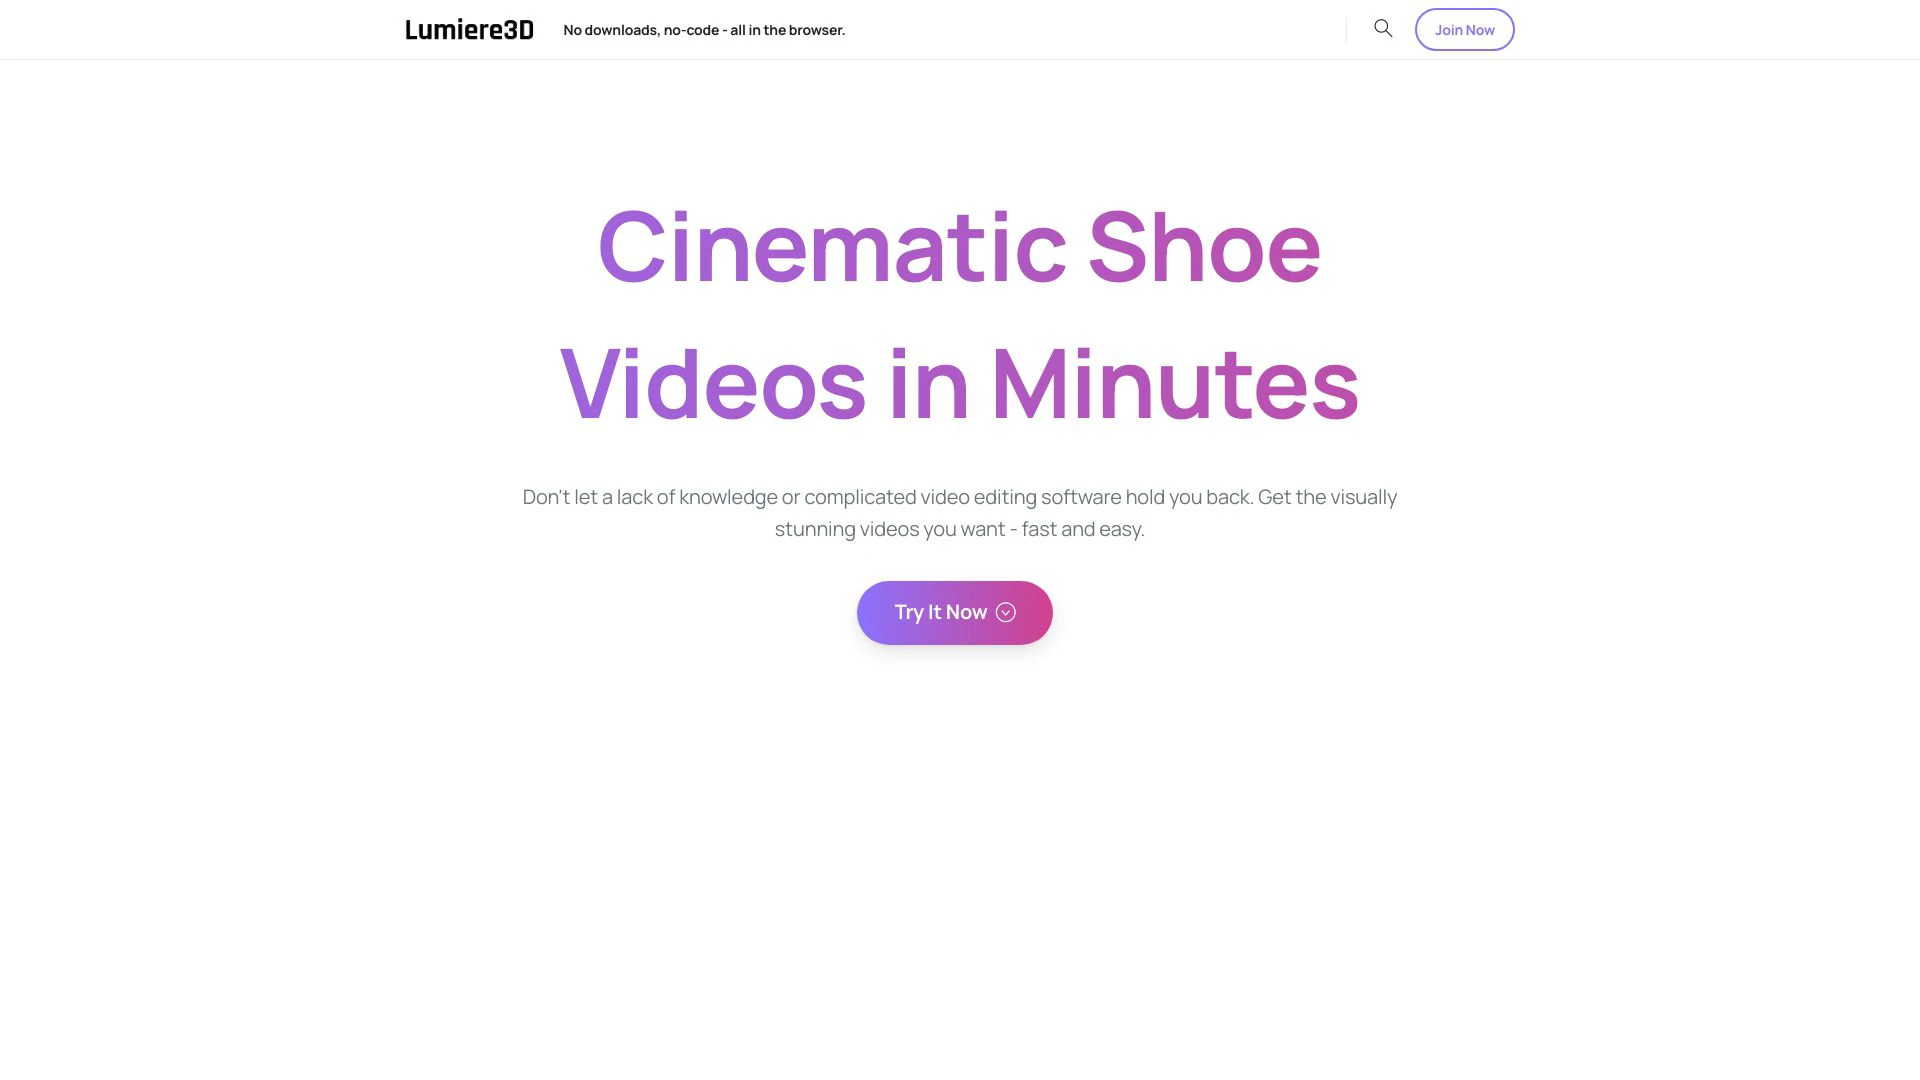 Lumiere3D
No downloads, no-code - all in the browser.
Join Now
Cinematic Shoe
Videos in Minutes
Don't let a lack of knowledge or complicated video editing software hold you back. Get the visually
stunning videos you want - fast and easy.
Try It Now